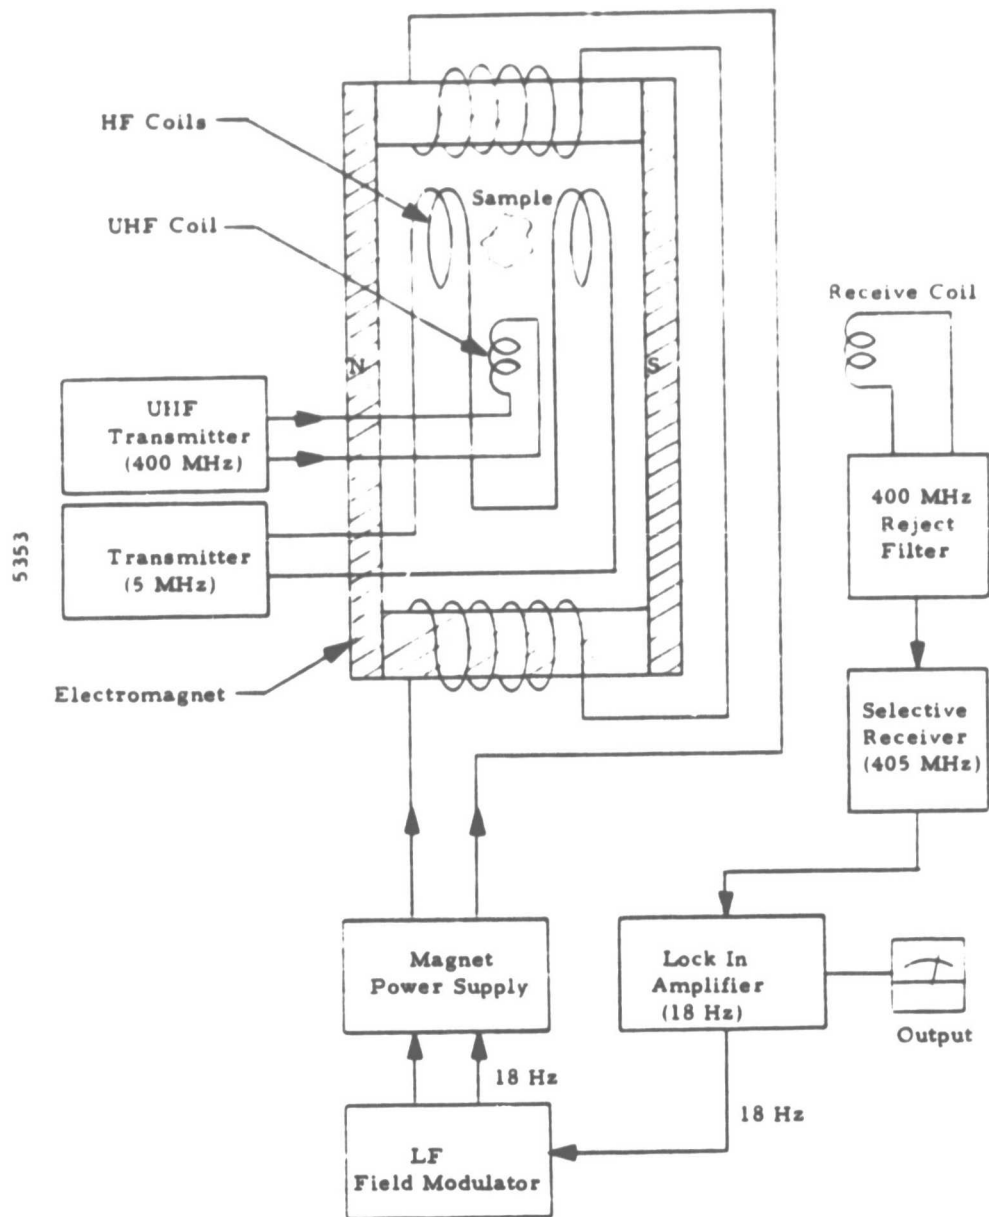 HF Coils
UHF Coil
Sample
Receive Coil
N
S
UHF
Transmitter
(400 MHz)
Transmitter
(5 MHz)
400 MHz
Reject
Filter
5353
Electromagnet
Selective
Receiver
(405 MHz)
Magnet
Power Supply
Lock In
Amplifier
(18 Hz)
Output
18 Hz
18 Hz
LF
Field Modulator